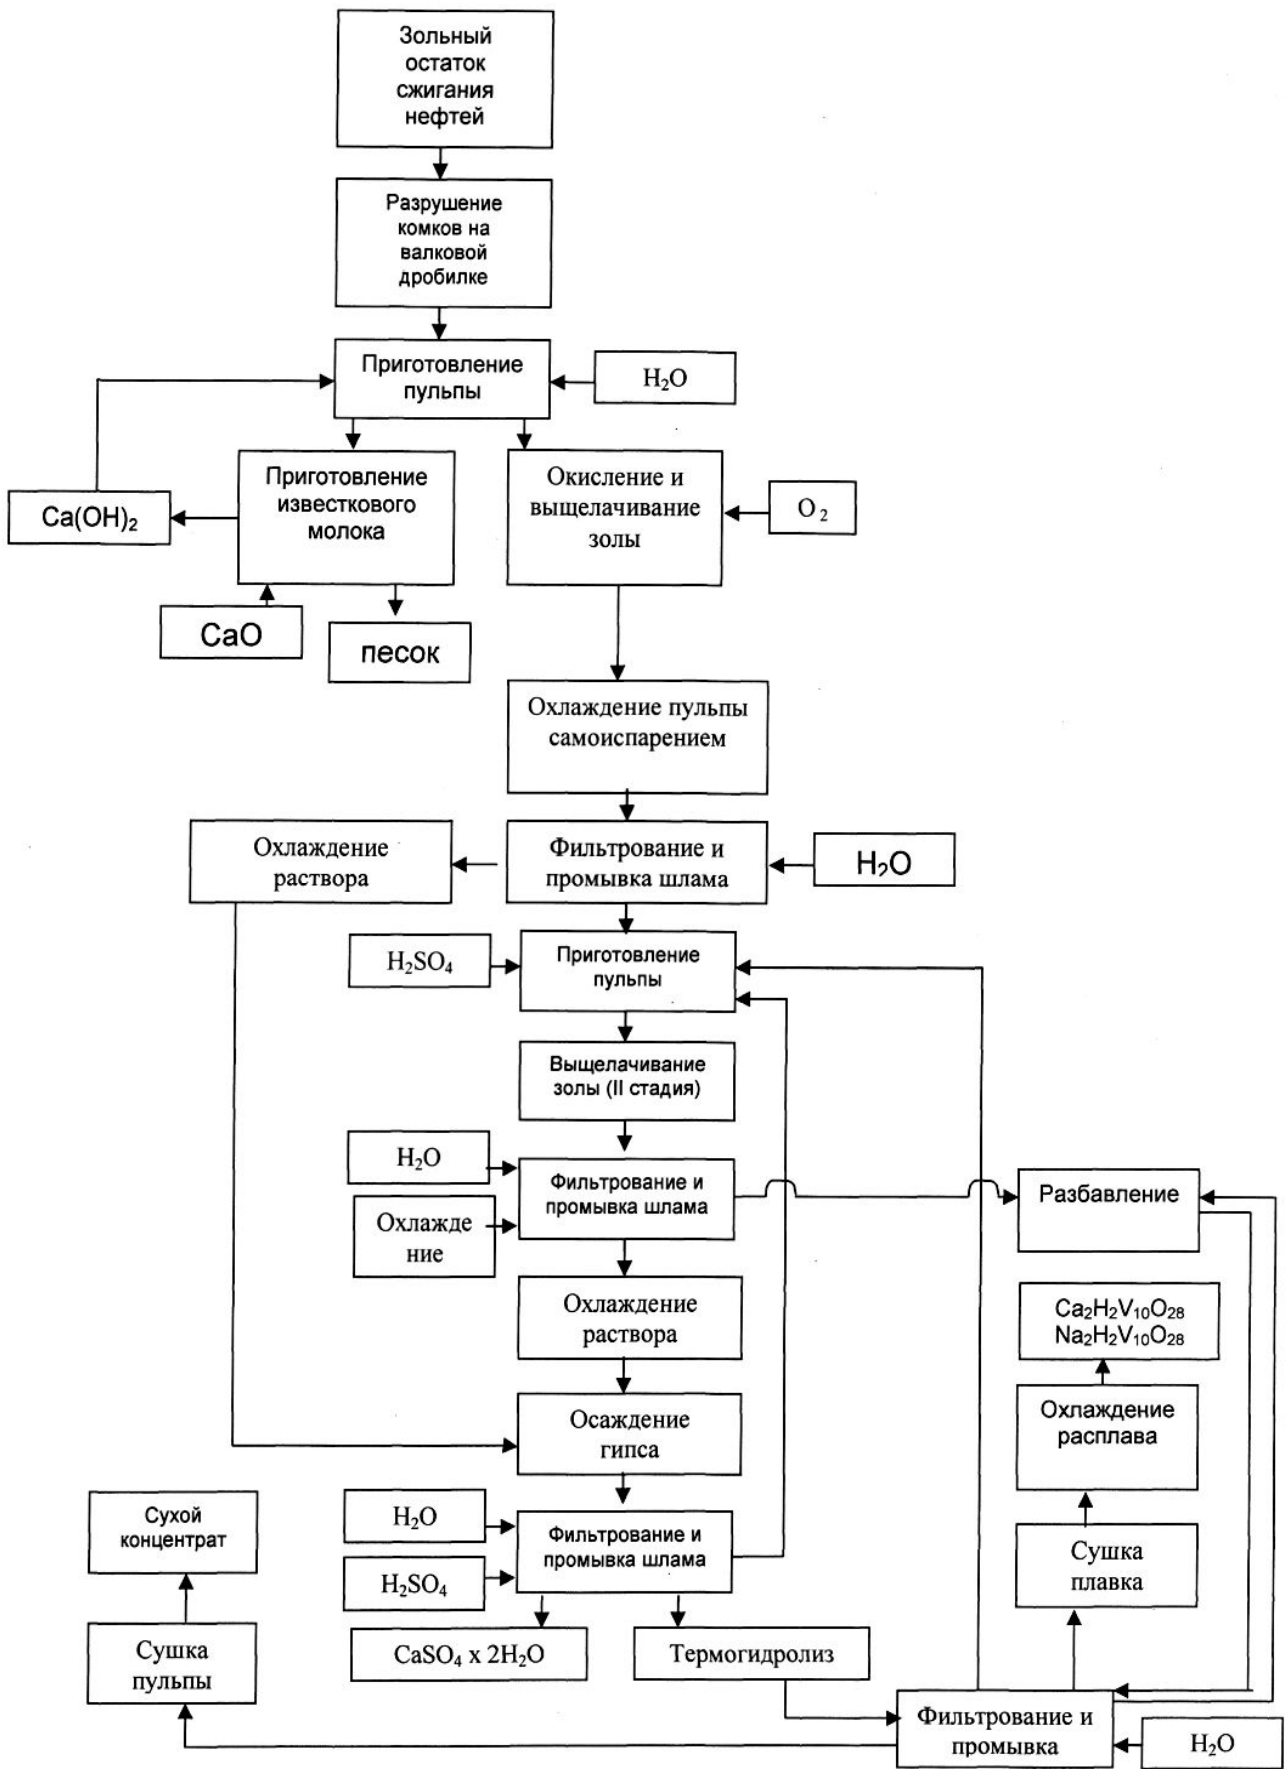 Зольный
остаток
сжигания
нефтей
Разрушение
комков на
валковой
дробилке
Приготовление
пульпы
H₂O
Приготовление
известкового
молока
Ca(OH)₂
CaO
песок
Окисление и
выщелачивание
золы
O₂
Охлаждение пульпы
самоиспарением
Охлаждение
раствора
Фильтрование и
промывка шлама
H₂O
H₂SO₄
Приготовление
пульпы
Выщелачивание
золы (II стадия)
H₂O
Охлажде
ние
Фильтрование и
промывка шлама
Разбавление
Охлаждение
раствора
Ca₂H₂V₁₀O₂₈
Na₂H₂V₁₀O₂₈
Осаждение
гипса
Охлаждение
расплава
Сухой
концентрат
H₂O
H₂SO₄
Фильтрование и
промывка шлама
Сушка
плавка
Сушка
пульпы
CaSO₄ x 2H₂O
Термогидролиз
Фильтрование и
промывка
H₂O